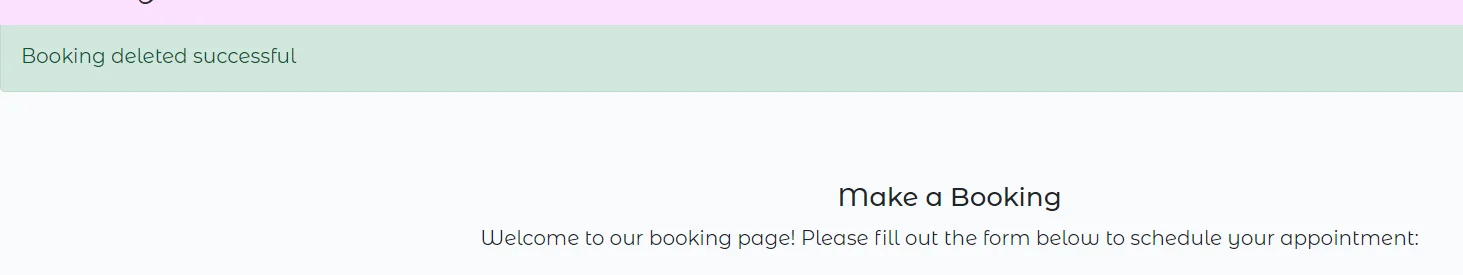 Booking deleted successful
Make a Booking
Welcome to our booking page! Please fill out the form below to schedule your appointment: